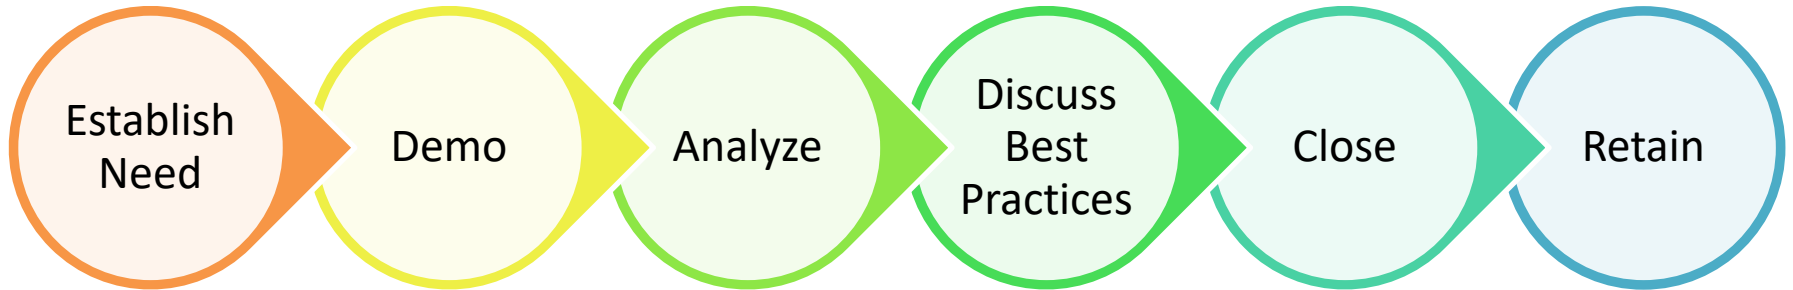 Establish
Need
Demo
Analyze
Discuss
Best
Practices
Close
Retain